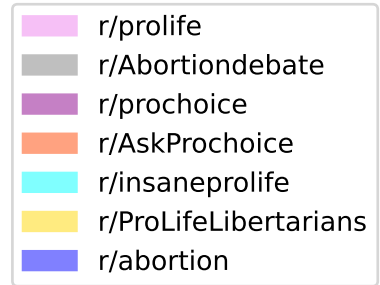 r/prolife
r/Abortiondebate
r/prochoice
r/AskProchoice
r/insaneprolife
r/ProLifeLibertarians
r/abortion